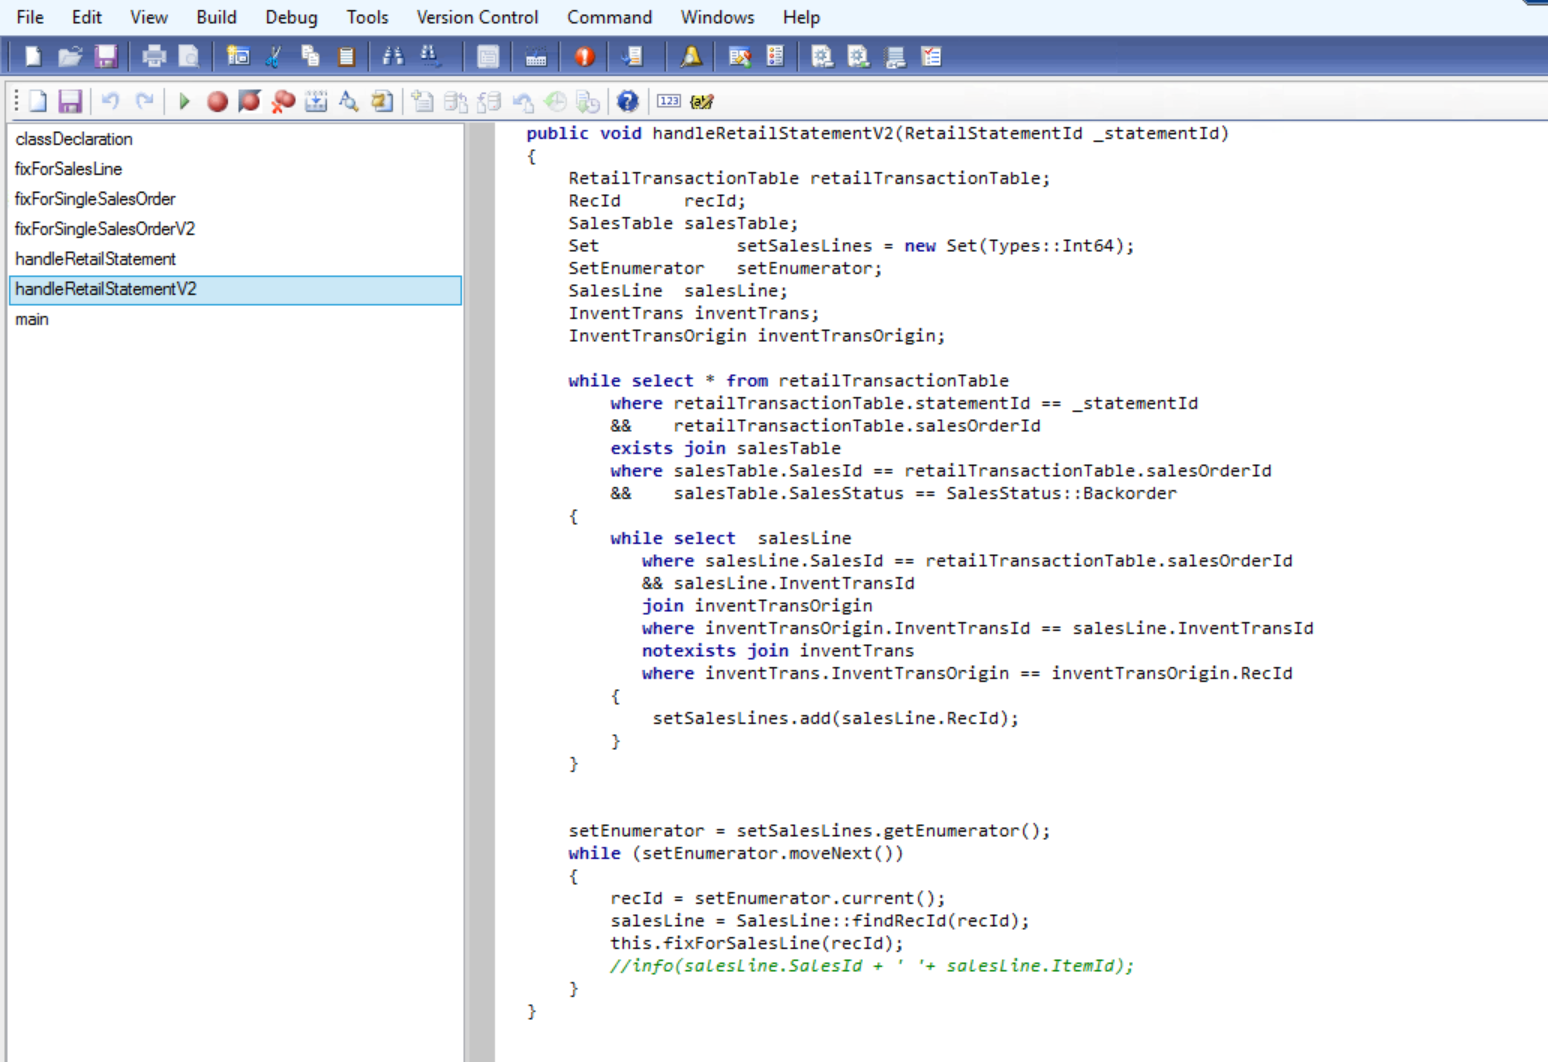 File Edit View Build Debug Tools Version Control Command Windows Help
123
{ab}
classDeclaration
fixForSalesLine
fixForSingleSalesOrder
fixForSingleSalesOrderV2
handleRetailStatement
handleRetailStatementV2
main
public void handleRetailStatementV2(RetailStatementId _statementId)
{
    RetailTransactionTable retailTransactionTable;
    RecId      recId;
    SalesTable salesTable;
    Set             setSalesLines = new Set(Types::Int64);
    SetEnumerator   setEnumerator;
    SalesLine  salesLine;
    InventTrans inventTrans;
    InventTransOrigin inventTransOrigin;
    while select * from retailTransactionTable
        where retailTransactionTable.statementId == _statementId
        &&    retailTransactionTable.salesOrderId
        exists join salesTable
        where salesTable.SalesId == retailTransactionTable.salesOrderId
        &&    salesTable.SalesStatus == SalesStatus::Backorder
    {
        while select  salesLine
           where salesLine.SalesId == retailTransactionTable.salesOrderId
           && salesLine.InventTransId
           join inventTransOrigin
           where inventTransOrigin.InventTransId == salesLine.InventTransId
           notexists join inventTrans
           where inventTrans.InventTransOrigin == inventTransOrigin.RecId
        {
            setSalesLines.add(salesLine.RecId);
        }
    }
    setEnumerator = setSalesLines.getEnumerator();
    while (setEnumerator.moveNext())
    {
        recId = setEnumerator.current();
        salesLine = SalesLine::findRecId(recId);
        this.fixForSalesLine(recId);
        //info(salesLine.SalesId + ' '+ salesLine.ItemId);
    }
}